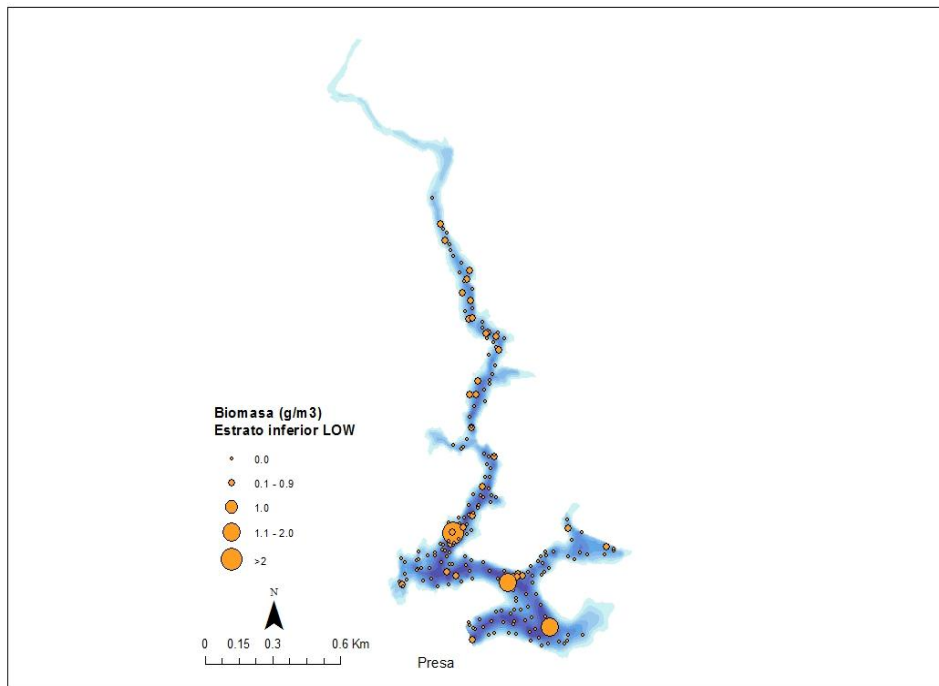 Biomasa (g/m3)
Estrato inferior LOW
0.0
0.1 - 0.9
1.0
1.1 - 2.0
>2
N
0 0.15 0.3 0.6 Km
Presa